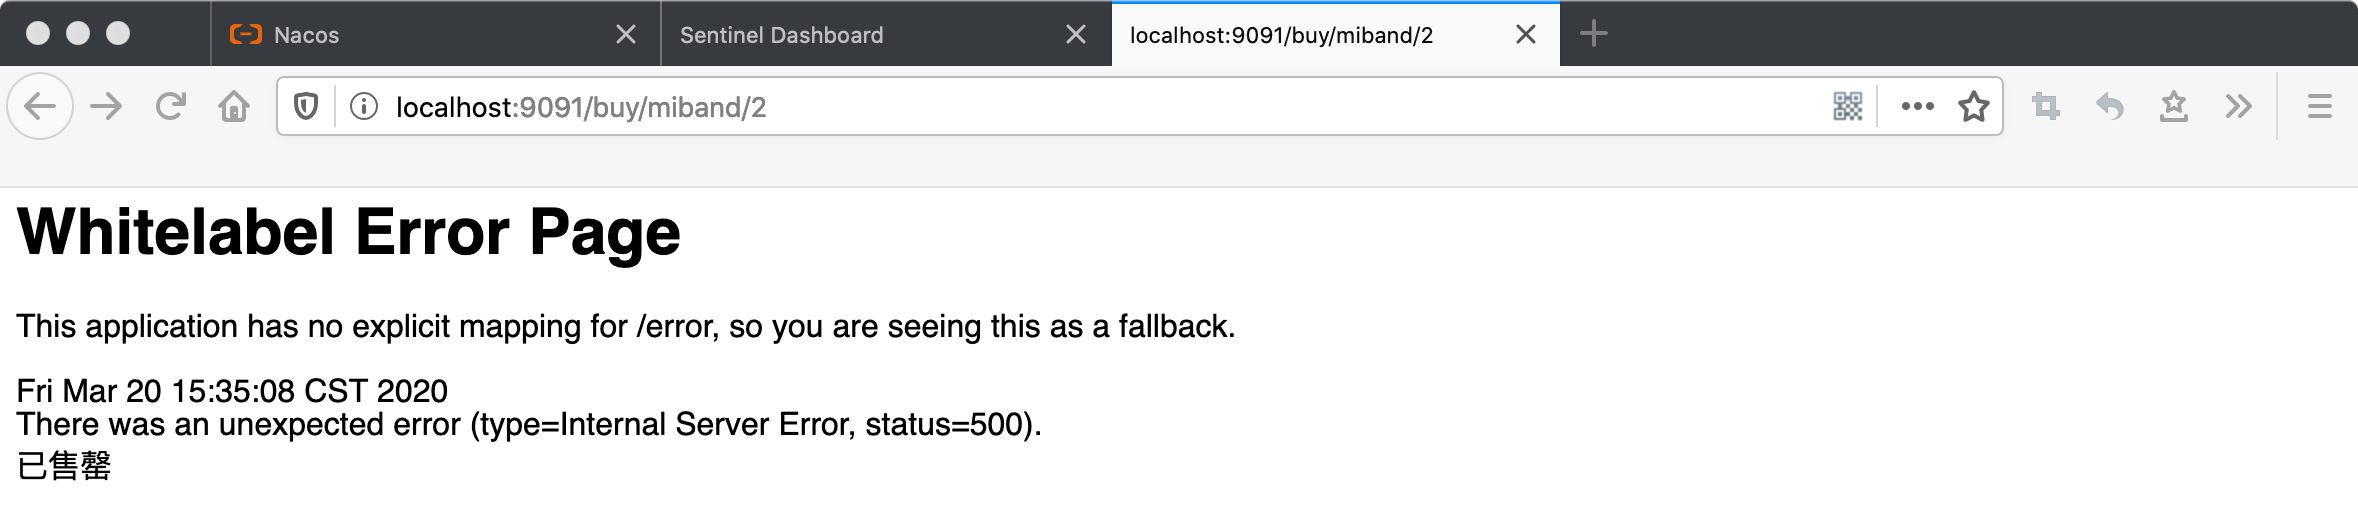 Nacos
Sentinel Dashboard
localhost:9091/buy/miband/2
localhost:9091/buy/miband/2
Whitelabel Error Page
This application has no explicit mapping for /error, so you are seeing this as a fallback.
Fri Mar 20 15:35:08 CST 2020
There was an unexpected error (type=Internal Server Error, status=500).
已售罄